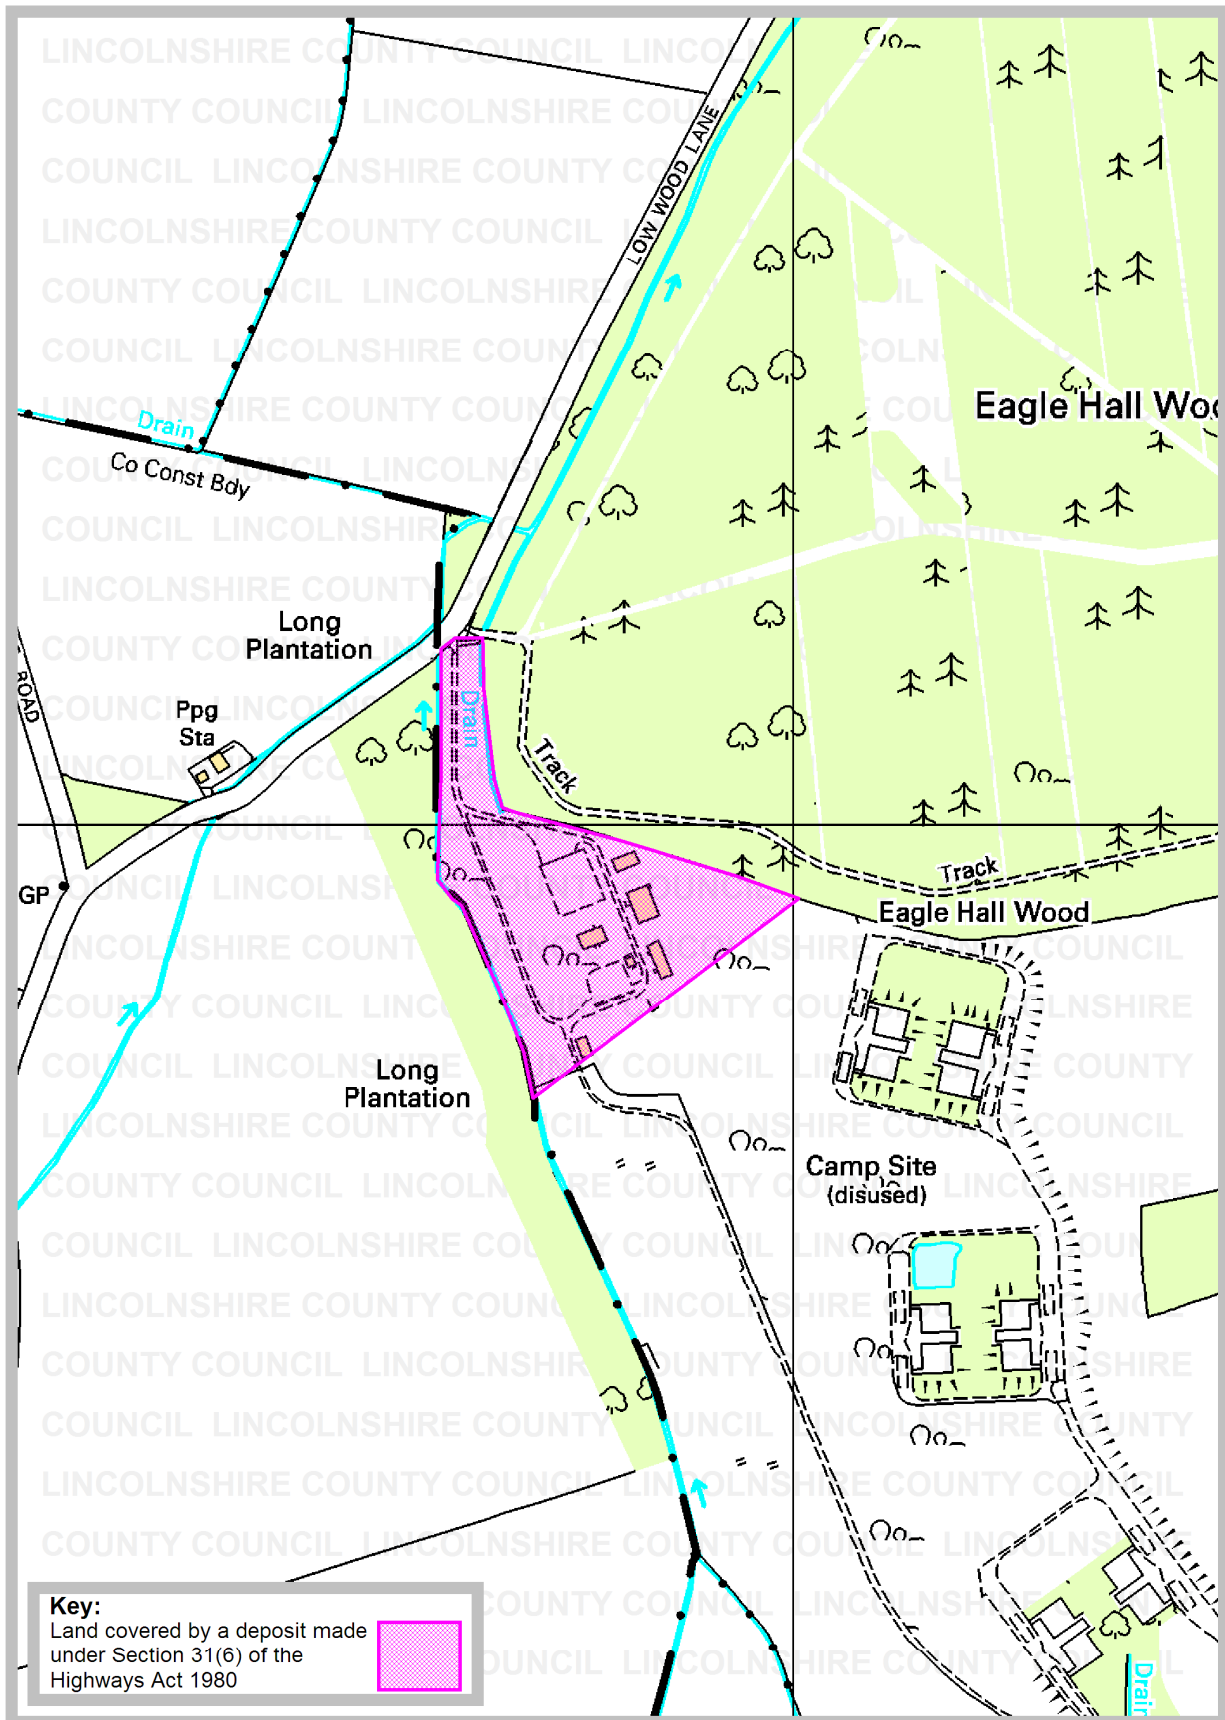 LINCOLNSHIRE COUNTY COUNCIL
LOW WOOD LANE
Drain
Co Const Bdy
Eagle Hall Woo
Long
Plantation
ROAD
Ppg
Sta
Drain
Track
GP
Track
Eagle Hall Wood
Long
Plantation
Camp Site
(disused)
Drain
Key:
Land covered by a deposit made
under Section 31(6) of the
Highways Act 1980